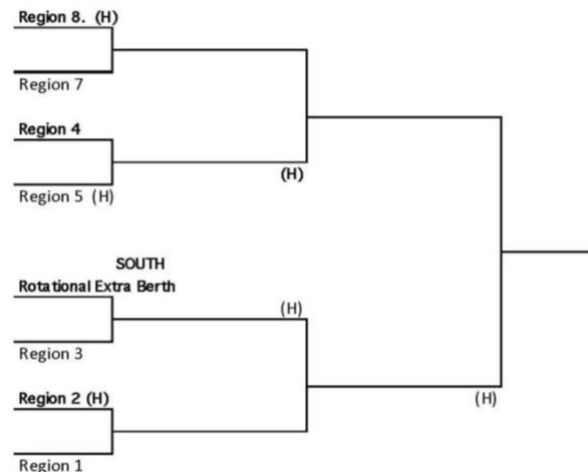 Region 8. (H)
Region 7
Region 4
(H)
Region 5 (H)
SOUTH
Rotational Extra Berth
(H)
Region 3
Region 2 (H)
(H)
Region 1